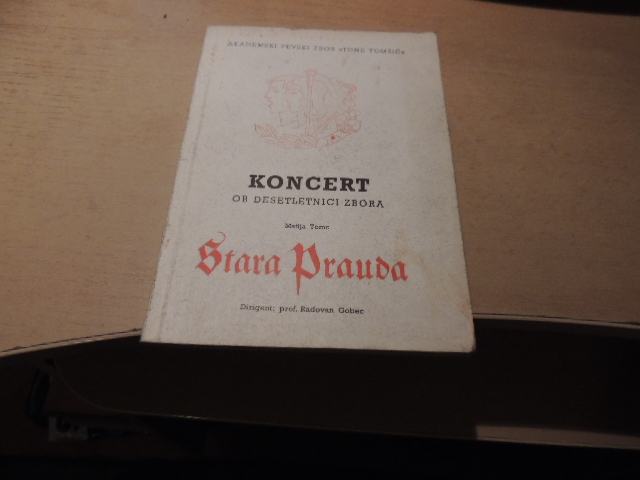 AKADEMSKI PEVSKI ZBOR »TONE TOMŠIČ«
KONCERT
OB DESETLETNICI ZBORA
Matija Tomc
Stara Prauda
Dirigent: prof. Radovan Gobec